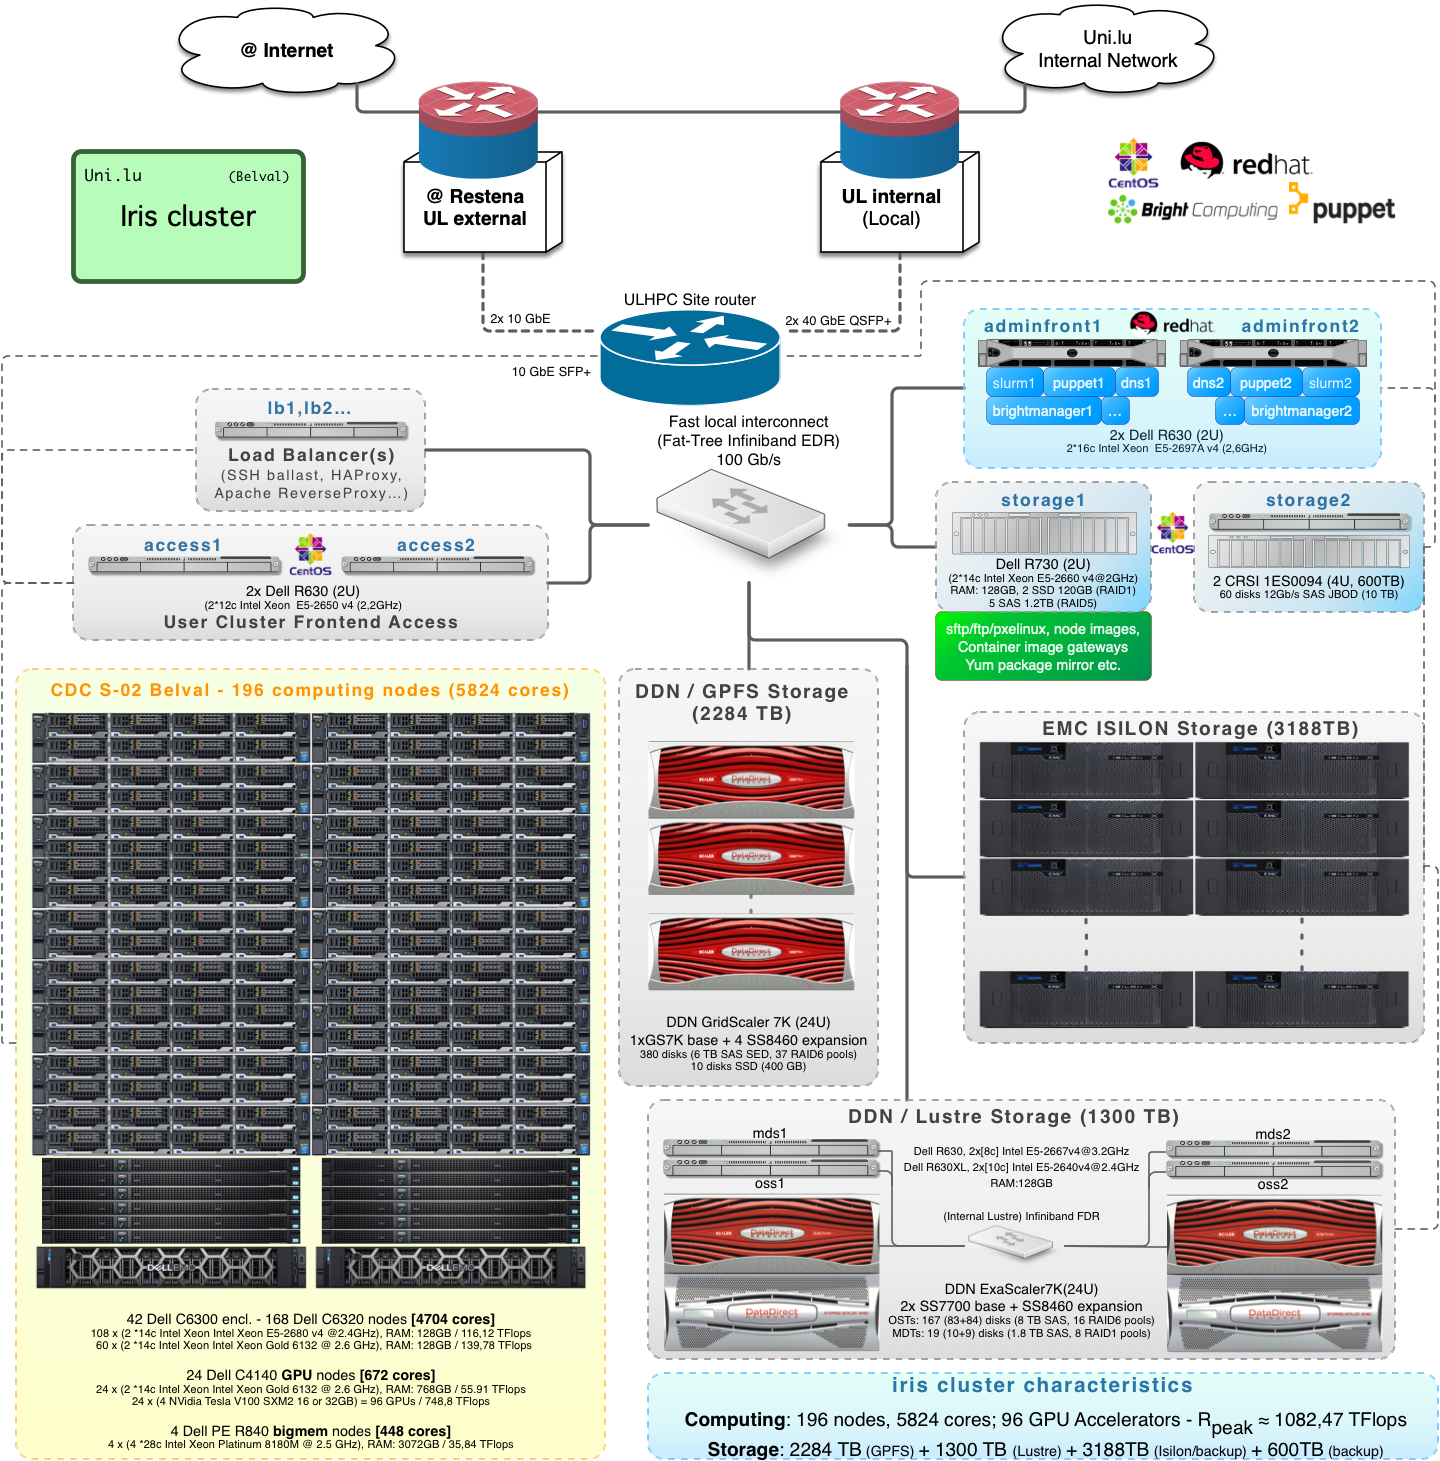 @ Internet
Uni.lu
Internal Network
Uni.lu (Belval)
Iris cluster
@ Restena
UL external
UL internal
(Local)
CentOS
redhat.
Bright Computing
puppet
ULHPC Site router
2x 10 GbE
2x 40 GbE QSFP+
10 GbE SFP+
adminfront1
redhat.
adminfront2
slurm1 puppet1 dns1
brightmanager1 ...
dns2 puppet2 slurm2
... brightmanager2
2x Dell R630 (2U)
2*16c Intel Xeon E5-2697A v4 (2,6GHz)
lb1,lb2...
Load Balancer(s)
(SSH ballast, HAProxy,
Apache ReverseProxy...)
Fast local interconnect
(Fat-Tree Infiniband EDR)
100 Gb/s
access1
CentOS
access2
2x Dell R630 (2U)
(2*12c Intel Xeon E5-2650 v4 (2,2GHz)
User Cluster Frontend Access
storage1
Dell R730 (2U)
(2*14c Intel Xeon E5-2660 v4@2GHz)
RAM: 128GB, 2 SSD 120GB (RAID1)
5 SAS 1.2TB (RAID5)
CentOS
storage2
2 CRSI 1ES0094 (4U, 600TB)
60 disks 12Gb/s SAS JBOD (10 TB)
sftp/ftp/pxelinux, node images,
Container image gateways
Yum package mirror etc.
CDC S-02 Belval - 196 computing nodes (5824 cores)
DELLEMC
DELLEMC
42 Dell C6300 encl. - 168 Dell C6320 nodes [4704 cores]
108 x (2 *14c Intel Xeon Intel Xeon E5-2680 v4 @2.4GHz), RAM: 128GB / 116,12 TFlops
60 x (2 *14c Intel Xeon Intel Xeon Gold 6132 @ 2.6 GHz), RAM: 128GB / 139,78 TFlops
24 Dell C4140 GPU nodes [672 cores]
24 x (2 *14c Intel Xeon Intel Xeon Gold 6132 @ 2.6 GHz), RAM: 768GB / 55.91 TFlops
24 x (4 NVidia Tesla V100 SXM2 16 or 32GB) = 96 GPUs / 748,8 TFlops
4 Dell PE R840 bigmem nodes [448 cores]
4 x (4 *28c Intel Xeon Platinum 8180M @ 2.5 GHz), RAM: 3072GB / 35,84 TFlops
DDN / GPFS Storage
(2284 TB)
DataDirect
DataDirect
DataDirect
DDN GridScaler 7K (24U)
1xGS7K base + 4 SS8460 expansion
380 disks (6 TB SAS SED, 37 RAID6 pools)
10 disks SSD (400 GB)
EMC ISILON Storage (3188TB)
DDN / Lustre Storage (1300 TB)
mds1
mds2
Dell R630, 2x[8c] Intel E5-2667v4@3.2GHz
Dell R630XL, 2x[10c] Intel E5-2640v4@2.4GHz
RAM:128GB
oss1
oss2
(Internal Lustre) Infiniband FDR
DataDirect
DataDirect
DataDirect
DataDirect
DDN ExaScaler7K(24U)
2x SS7700 base + SS8460 expansion
OSTs: 167 (83+84) disks (8 TB SAS, 16 RAID6 pools)
MDTs: 19 (10+9) disks (1.8 TB SAS, 8 RAID1 pools)
iris cluster characteristics
Computing: 196 nodes, 5824 cores; 96 GPU Accelerators - Rpeak ≈ 1082,47 TFlops
Storage: 2284 TB (GPFS) + 1300 TB (Lustre) + 3188TB (Isilon/backup) + 600TB (backup)